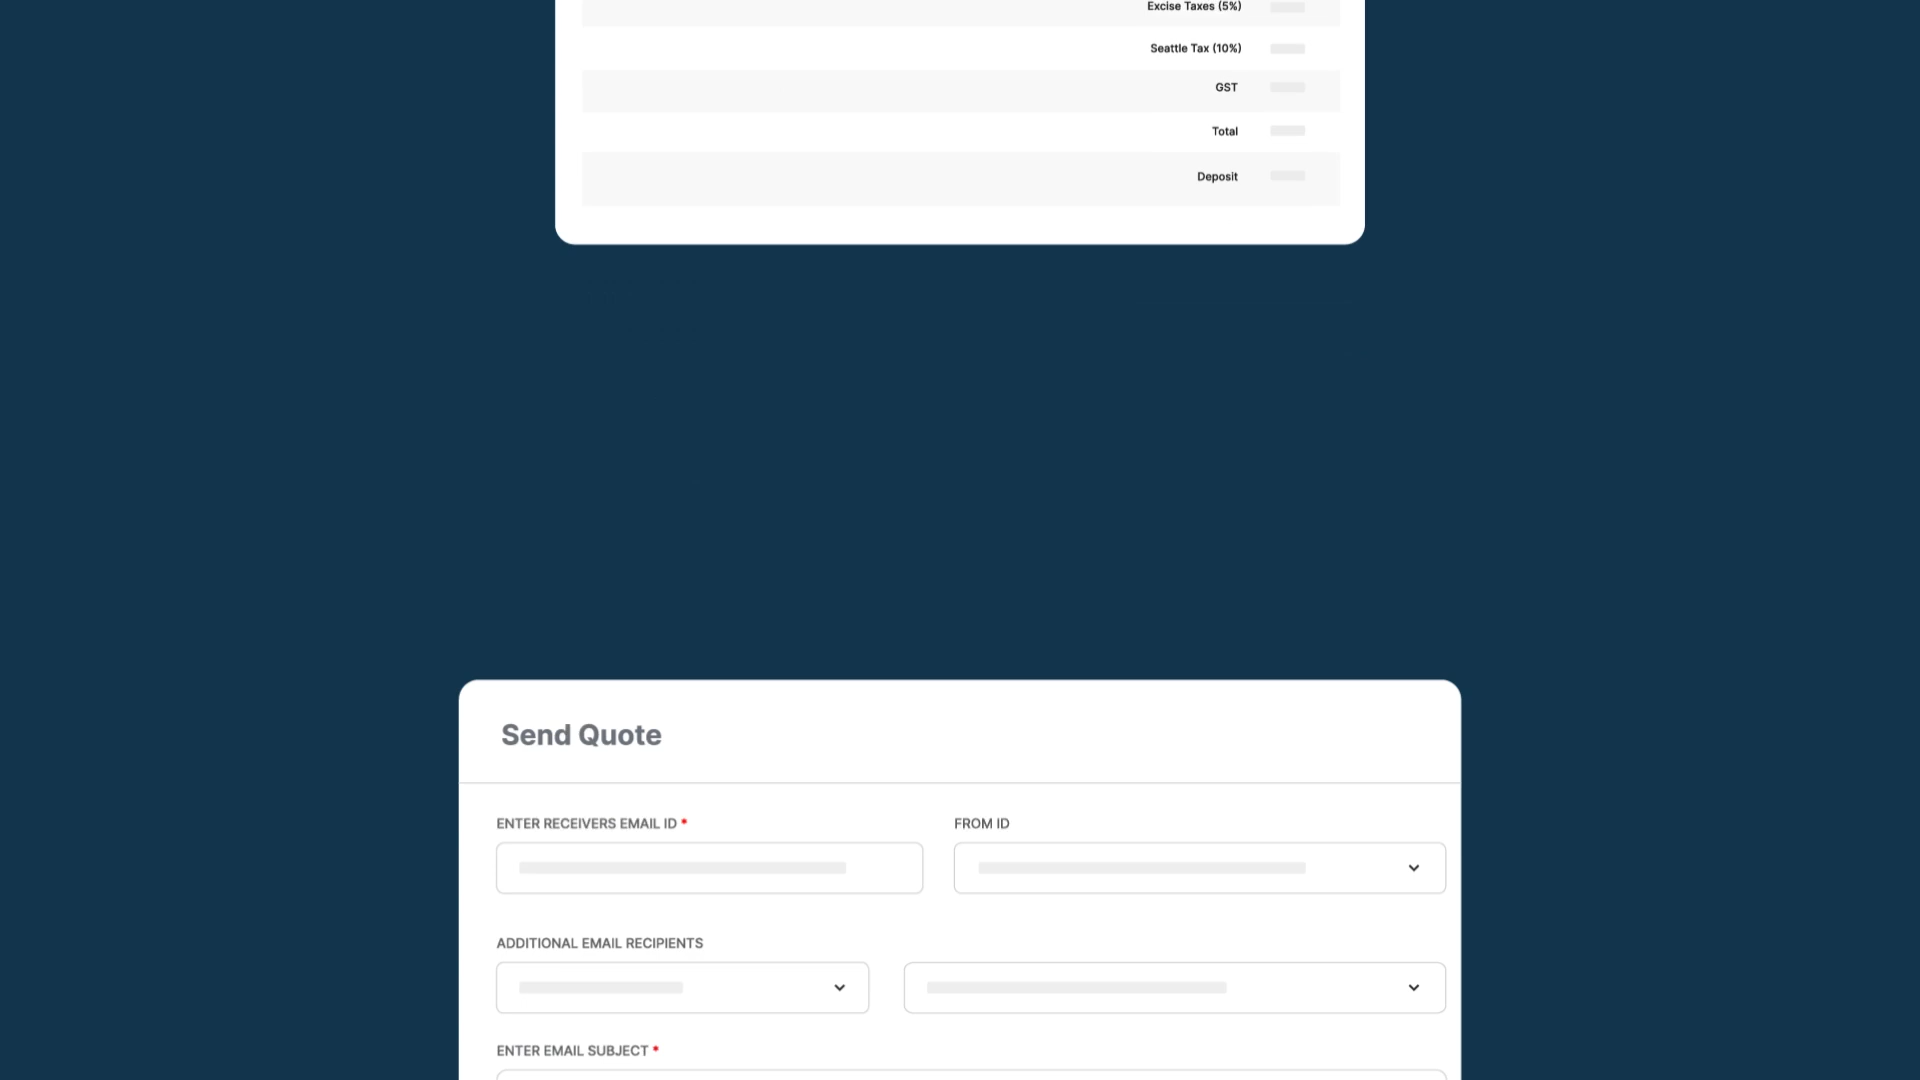 Excise Taxes (5%)
Seattle Tax (10%)
GST
Total
Deposit
Send Quote
ENTER RECEIVERS EMAIL ID *
FROM ID
ADDITIONAL EMAIL RECIPIENTS
ENTER EMAIL SUBJECT *